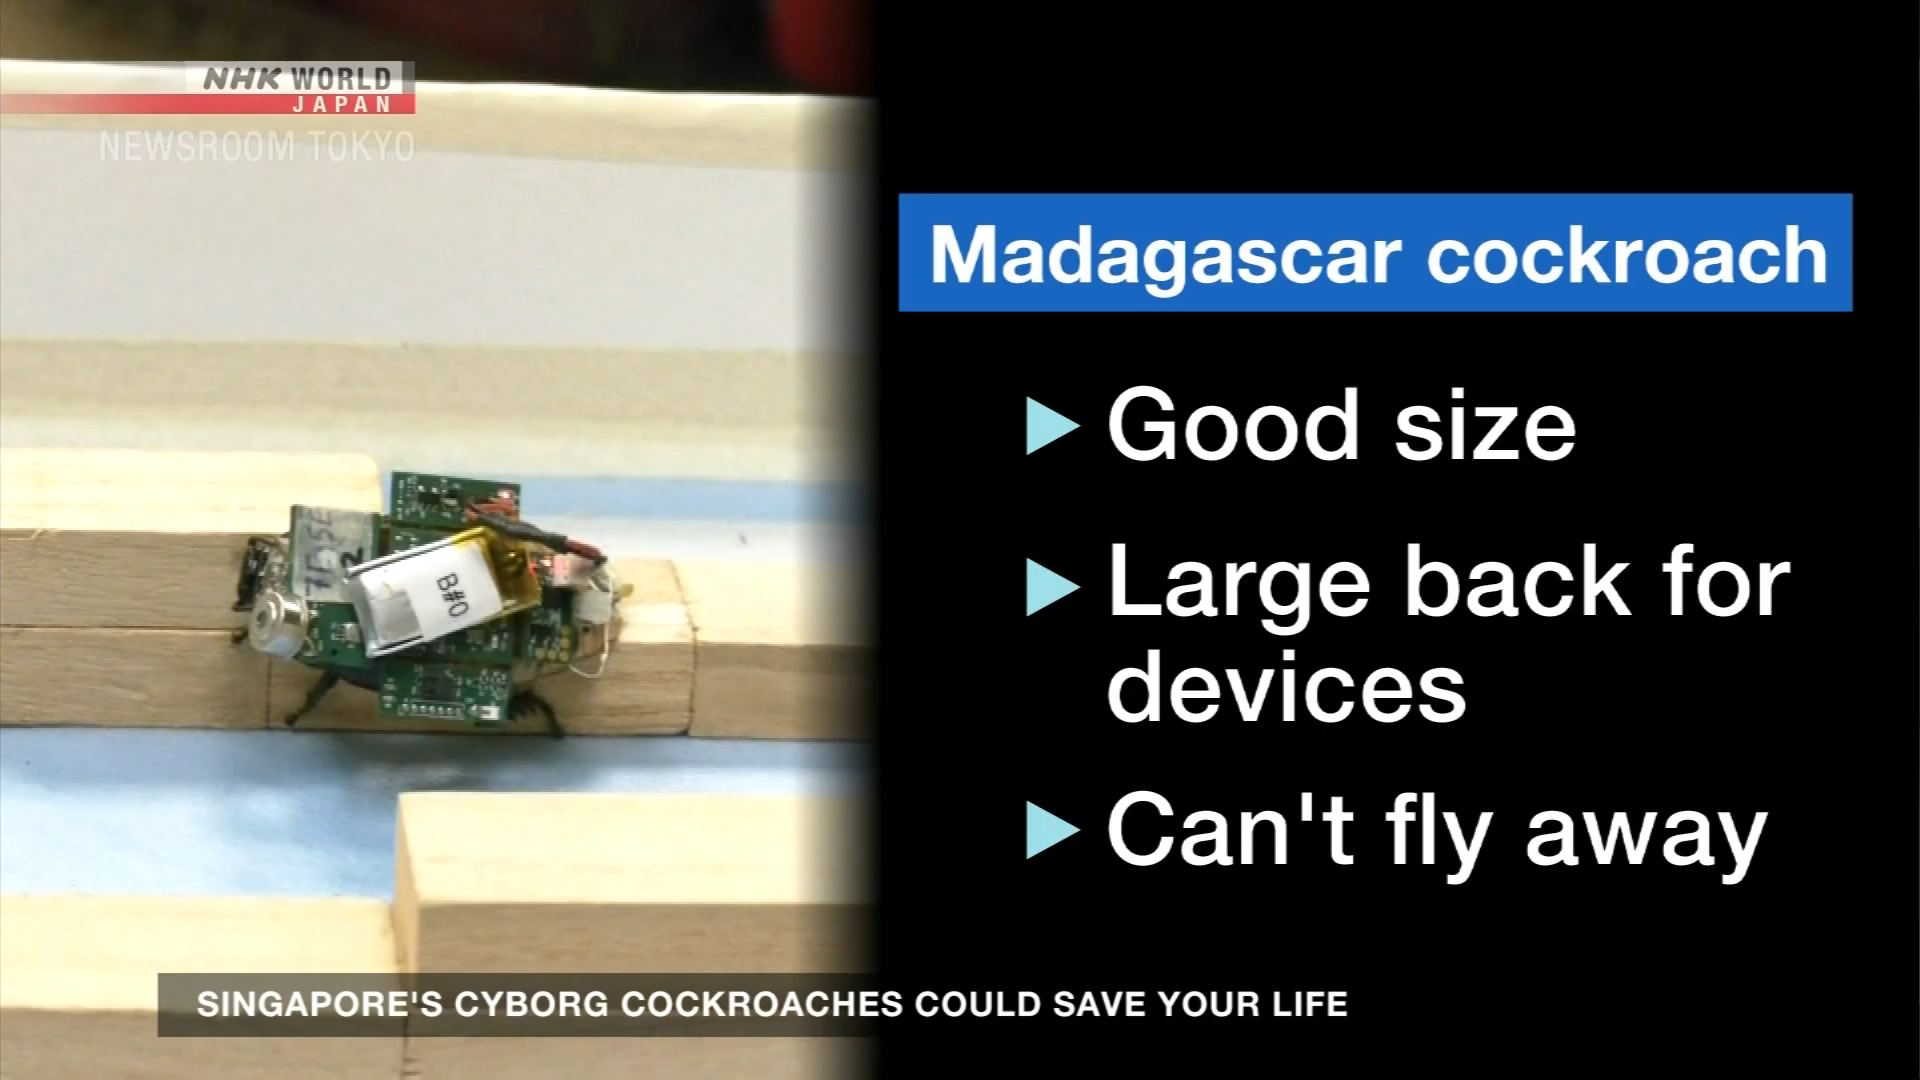 NHK WORLD
JAPAN
NEWSROOM TOKYO
Madagascar cockroach
Good size
Large back for
devices
Can't fly away
B#0
SINGAPORE'S CYBORG COCKROACHES COULD SAVE YOUR LIFE